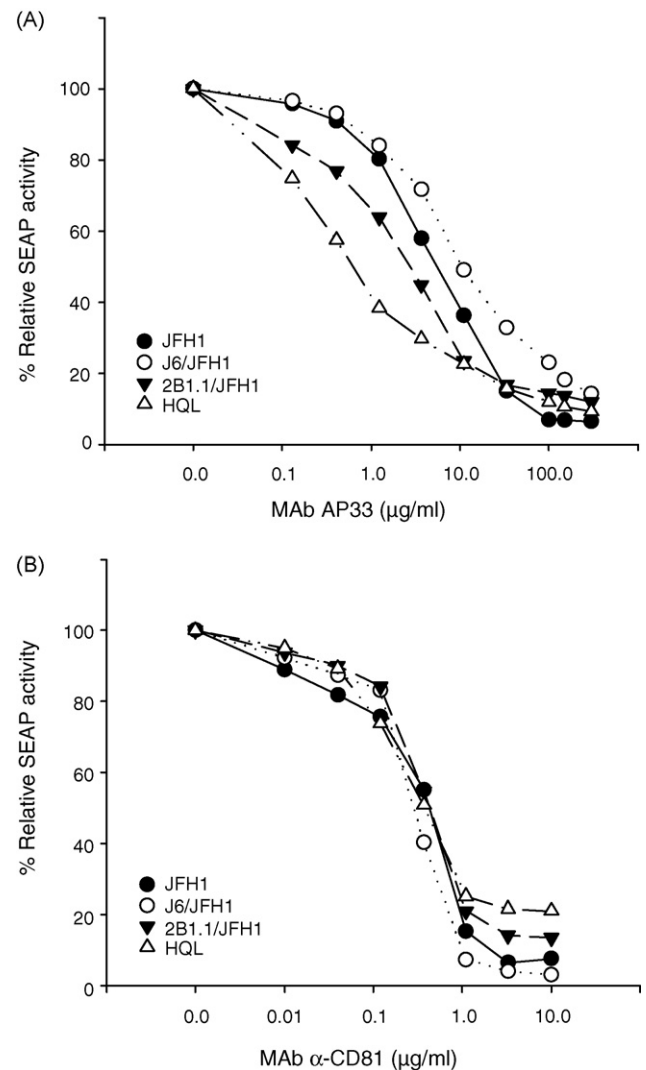 (A)
% Relative SEAP activity
100
80
60
40
20
0
JFH1
J6/JFH1
2B1.1/JFH1
HQL
0.0 0.1 1.0 10.0 100.0
MAb AP33 (µg/ml)
(B)
% Relative SEAP activity
100
80
60
40
20
0
JFH1
J6/JFH1
2B1.1/JFH1
HQL
0.0 0.01 0.1 1.0 10.0
MAb α-CD81 (µg/ml)